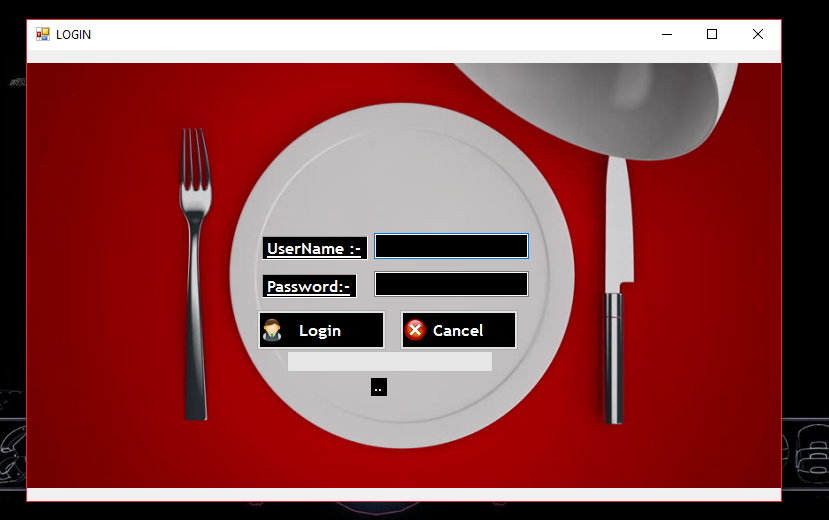 LOGIN
UserName :-
Password:-
Login
Cancel
..